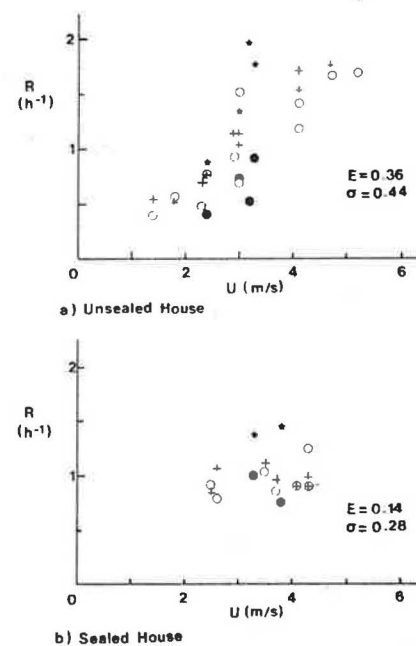 2
R
(h⁻¹)
1
E=0.36
σ=0.44
0 2 4 6
U (m/s)
a) Unsealed House
2
R
(h⁻¹)
1
E=0.14
σ=0.28
0 2 4 6
U (m/s)
b) Sealed House